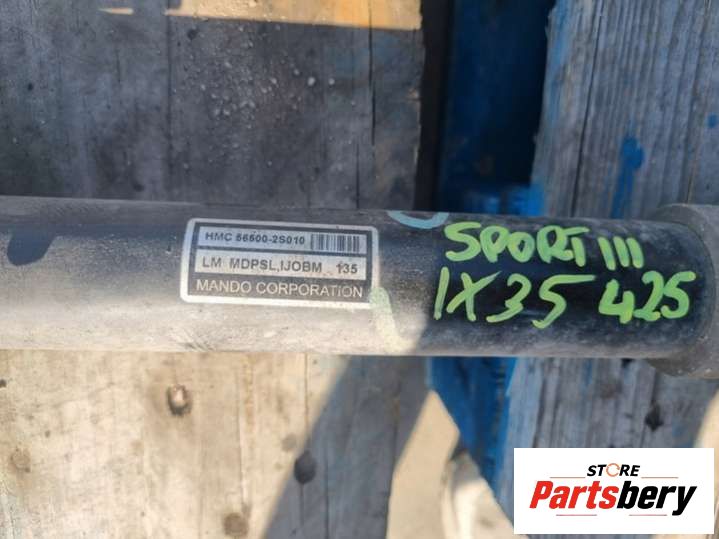 HMC 56500-2S010
LM MDPSL,IJOBM 135
MANDO CORPORATION
SPORT III
IX35 425
STORE
Partsbery